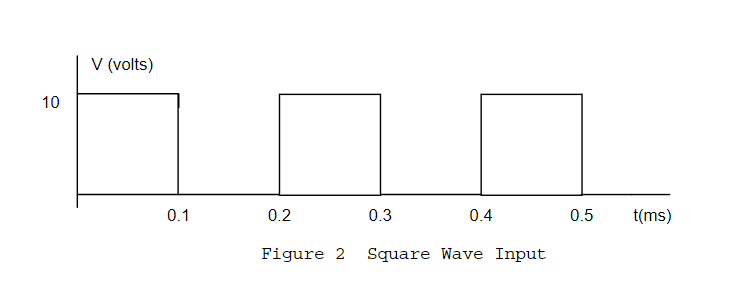 V (volts)
10
0.1 0.2 0.3 0.4 0.5 t(ms)
Figure 2 Square Wave Input